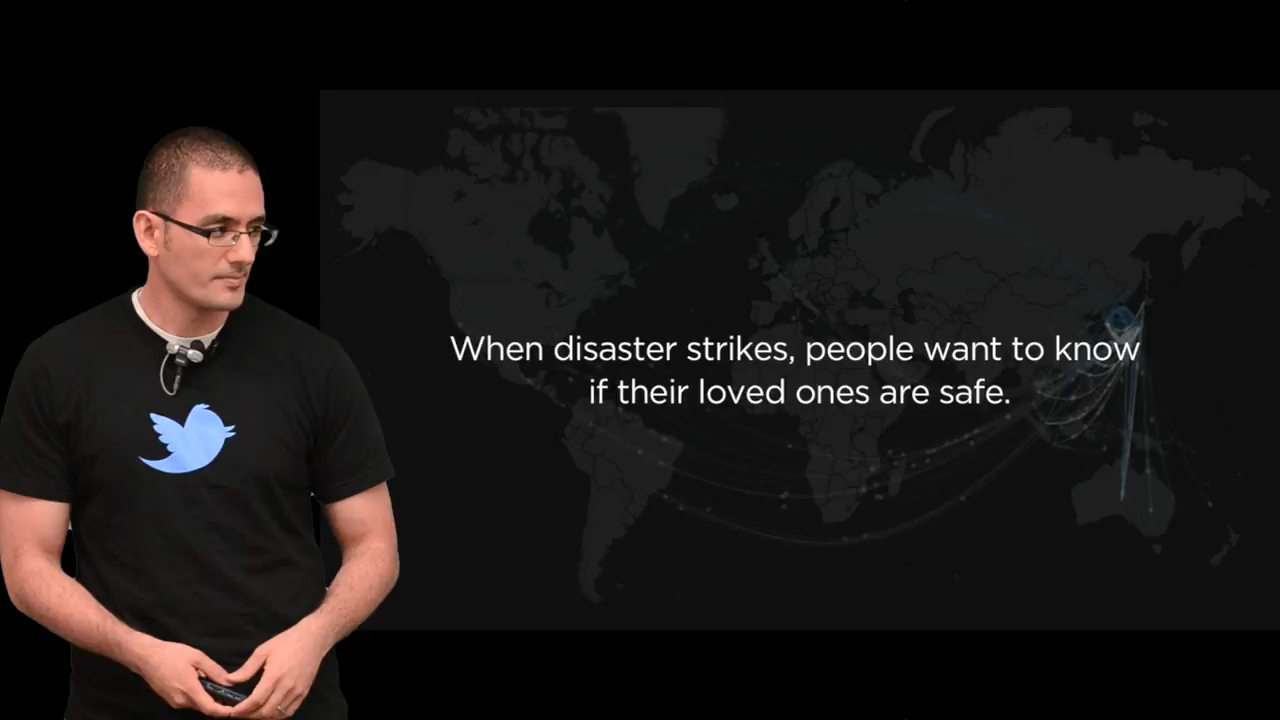 When disaster strikes, people want to know
if their loved ones are safe.